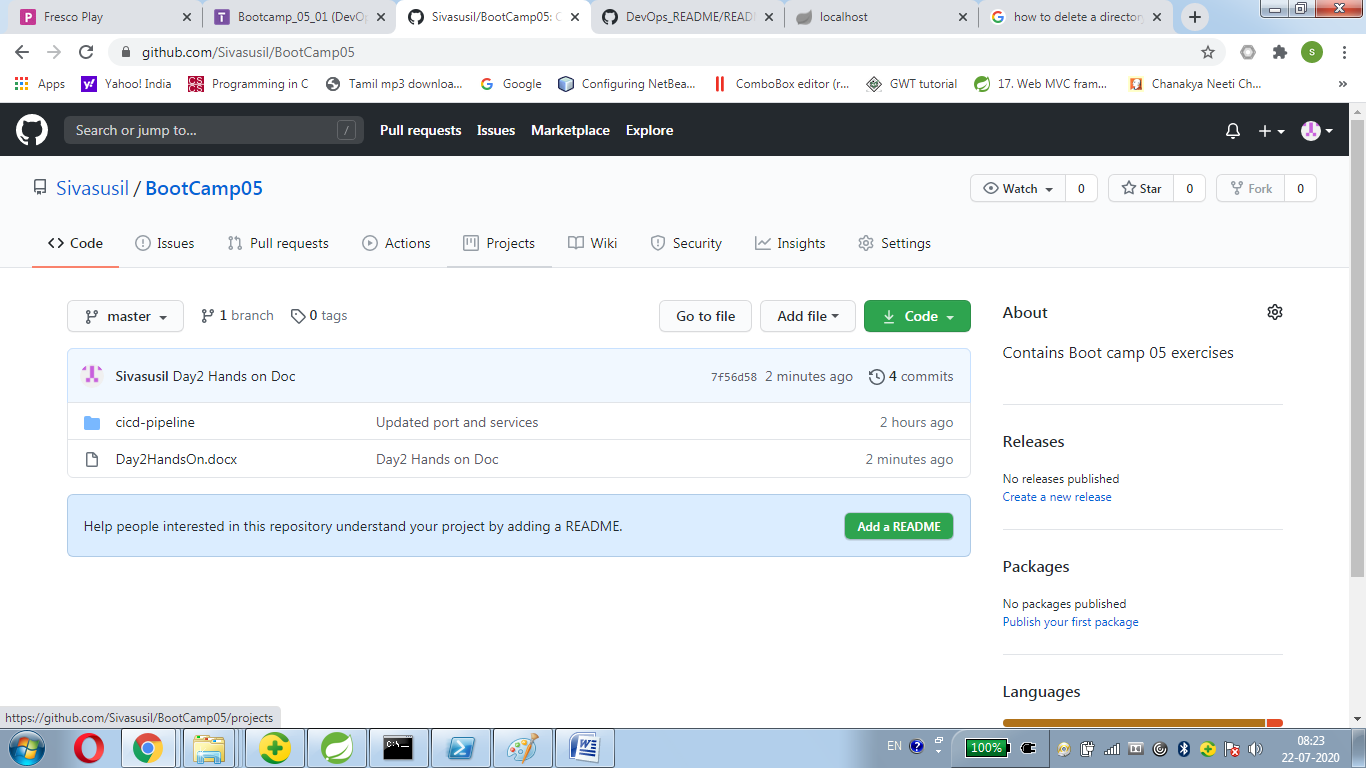 Fresco Play
Bootcamp_05_01 (DevOp
Sivasusil/BootCamp05: C
DevOps_README/READ
localhost
how to delete a director
github.com/Sivasusil/BootCamp05
S
Apps
Yahoo! India
Programming in C
Tamil mp3 downloa...
Google
Configuring NetBea...
ComboBox editor (r...
GWT tutorial
17. Web MVC fram...
Chanakya Neeti Ch...
»
Search or jump to... /
Pull requests
Issues
Marketplace
Explore
Sivasusil / BootCamp05
Watch 0
Star 0
Fork 0
Code
Issues
Pull requests
Actions
Projects
Wiki
Security
Insights
Settings
master
1 branch
0 tags
Go to file
Add file
Code
Sivasusil Day2 Hands on Doc 7f56d58 2 minutes ago 4 commits
cicd-pipeline Updated port and services 2 hours ago
Day2HandsOn.docx Day2 Hands on Doc 2 minutes ago
Help people interested in this repository understand your project by adding a README.
Add a README
About
Contains Boot camp 05 exercises
Releases
No releases published
Create a new release
Packages
No packages published
Publish your first package
Languages
https://github.com/Sivasusil/BootCamp05/projects
EN
100%
08:23
22-07-2020